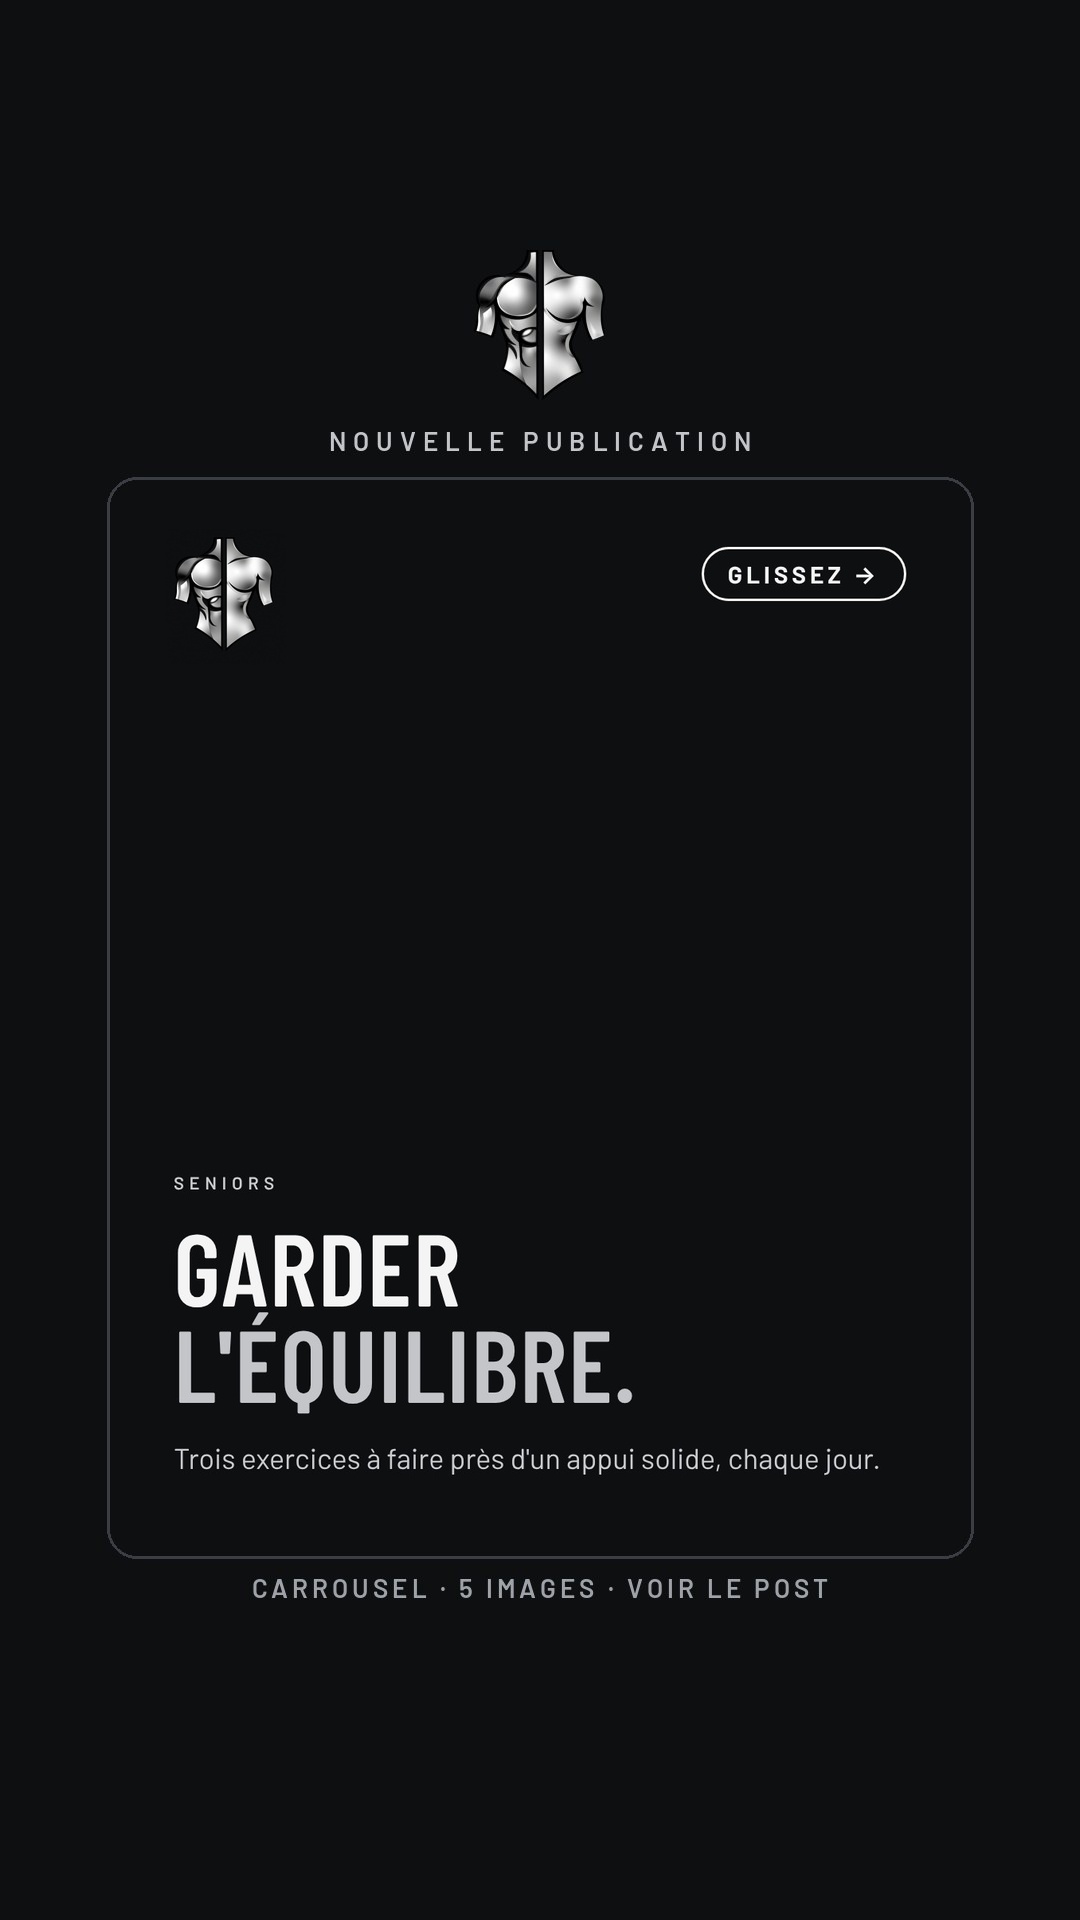 NOUVELLE PUBLICATION
GLISSEZ →
SENIORS
GARDER
L'ÉQUILIBRE.
Trois exercices à faire près d'un appui solide, chaque jour.
CARROUSEL · 5 IMAGES · VOIR LE POST